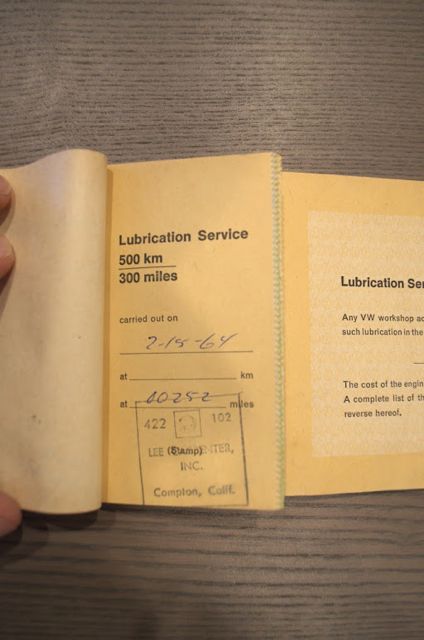 Lubrication Service
500 km
300 miles
carried out on
2-15-64
at km
at 00252 miles
422 102
LEE (Stamp) CENTER,
INC.
Compton, Calif.
Lubrication Ser
Any VW workshop ac
such lubrication in the
The cost of the engin
A complete list of th
reverse hereof.